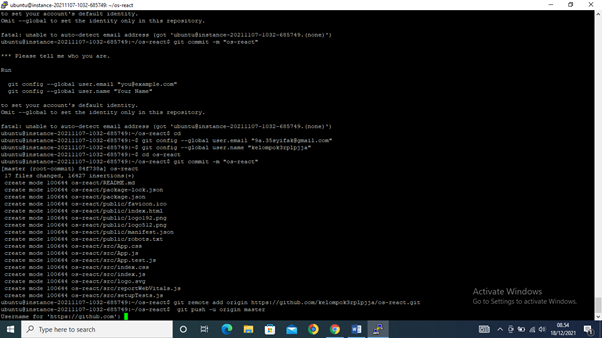 ubuntu@instance-20211107-1032-685749: ~/os-react
to set your account's default identity.
Omit --global to set the identity only in this repository.
fatal: unable to auto-detect email address (got 'ubuntu@instance-20211107-1032-685749.(none)')
ubuntu@instance-20211107-1032-685749:~/os-react$ git commit -m "os-react"
*** Please tell me who you are.
Run
git config --global user.email "you@example.com"
git config --global user.name "Your Name"
to set your account's default identity.
Omit --global to set the identity only in this repository.
fatal: unable to auto-detect email address (got 'ubuntu@instance-20211107-1032-685749.(none)')
ubuntu@instance-20211107-1032-685749:~/os-react$ cd
ubuntu@instance-20211107-1032-685749:~$ git config --global user.email "9a.35syifak@gmail.com"
ubuntu@instance-20211107-1032-685749:~$ git config --global user.name "kelompok3rplpjja"
ubuntu@instance-20211107-1032-685749:~$ cd os-react
ubuntu@instance-20211107-1032-685749:~/os-react$ git commit -m "os-react"
[master (root-commit) 84f738a] os-react
17 files changed, 16427 insertions(+)
create mode 100644 os-react/README.md
create mode 100644 os-react/package-lock.json
create mode 100644 os-react/package.json
create mode 100644 os-react/public/favicon.ico
create mode 100644 os-react/public/index.html
create mode 100644 os-react/public/logo192.png
create mode 100644 os-react/public/logo512.png
create mode 100644 os-react/public/manifest.json
create mode 100644 os-react/public/robots.txt
create mode 100644 os-react/src/App.css
create mode 100644 os-react/src/App.js
create mode 100644 os-react/src/App.test.js
create mode 100644 os-react/src/index.css
create mode 100644 os-react/src/index.js
create mode 100644 os-react/src/logo.svg
create mode 100644 os-react/src/reportWebVitals.js
create mode 100644 os-react/src/setupTests.js
ubuntu@instance-20211107-1032-685749:~/os-react$ git remote add origin https://github.com/kelompok3rplpjja/os-react.git
ubuntu@instance-20211107-1032-685749:~/os-react$ git push -u origin master
Username for 'https://github.com':
Activate Windows
Go to Settings to activate Windows.
Type here to search
08.54
18/12/2021